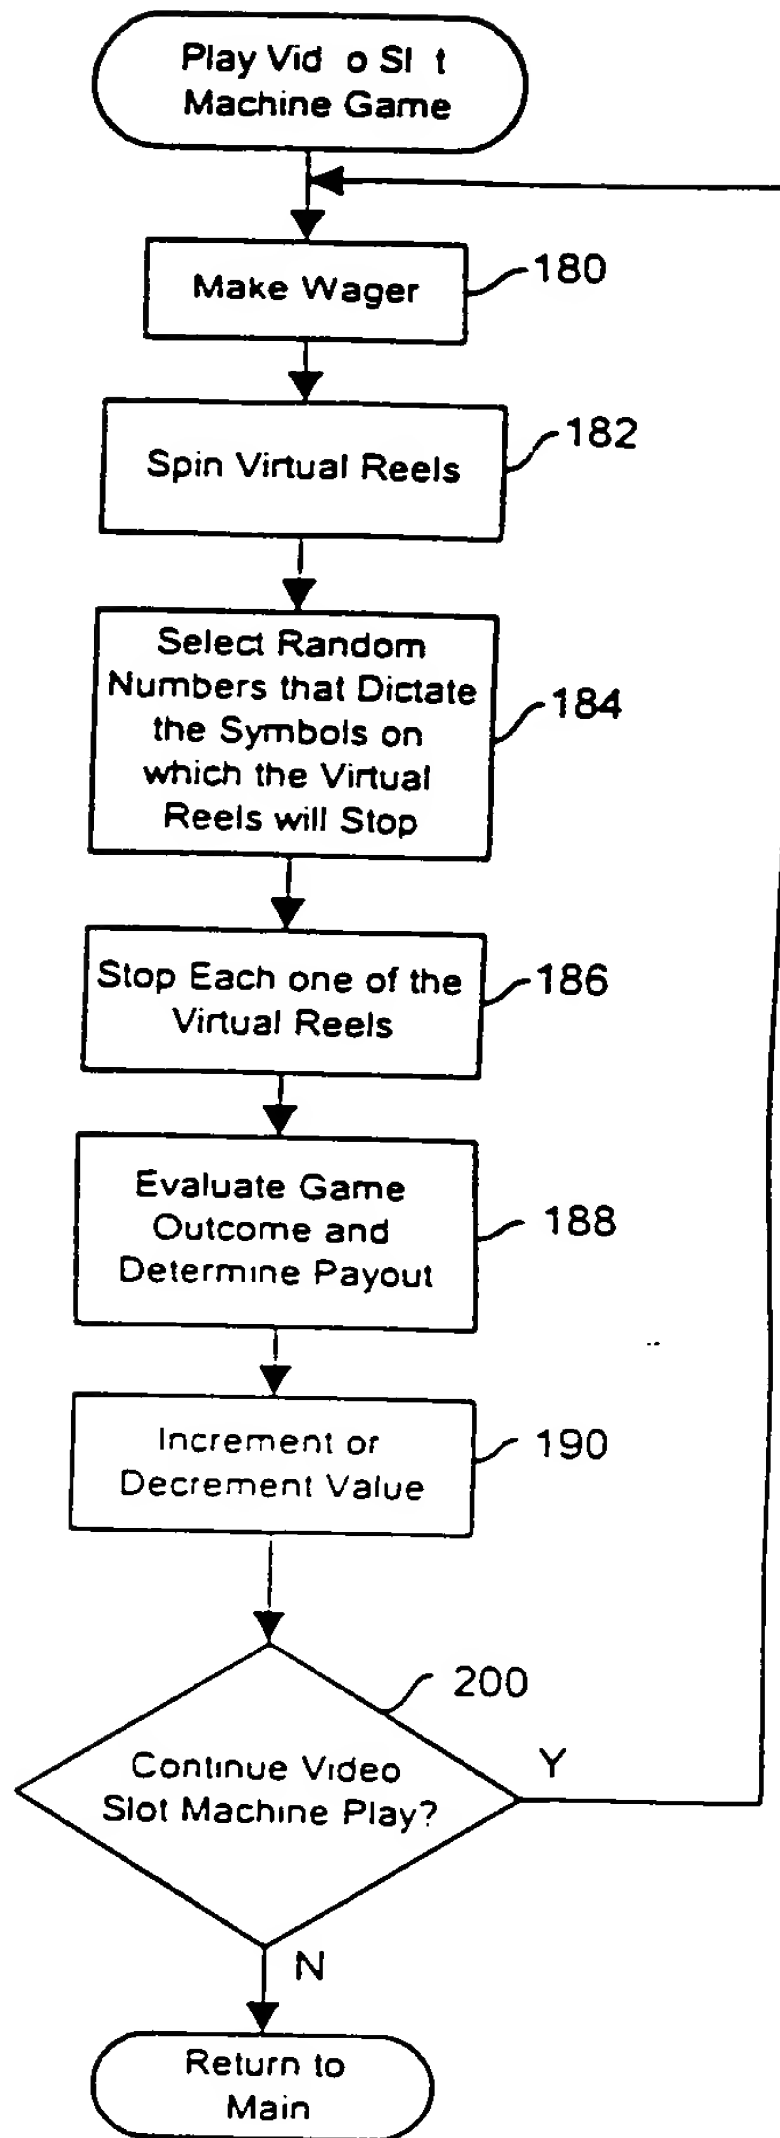 Play Vid o Sl t
Machine Game
Make Wager
180
Spin Virtual Reels
182
Select Random
Numbers that Dictate
the Symbols on
which the Virtual
Reels will Stop
184
Stop Each one of the
Virtual Reels
186
Evaluate Game
Outcome and
Determine Payout
188
Increment or
Decrement Value
190
200
Continue Video
Slot Machine Play?
Y
N
Return to
Main